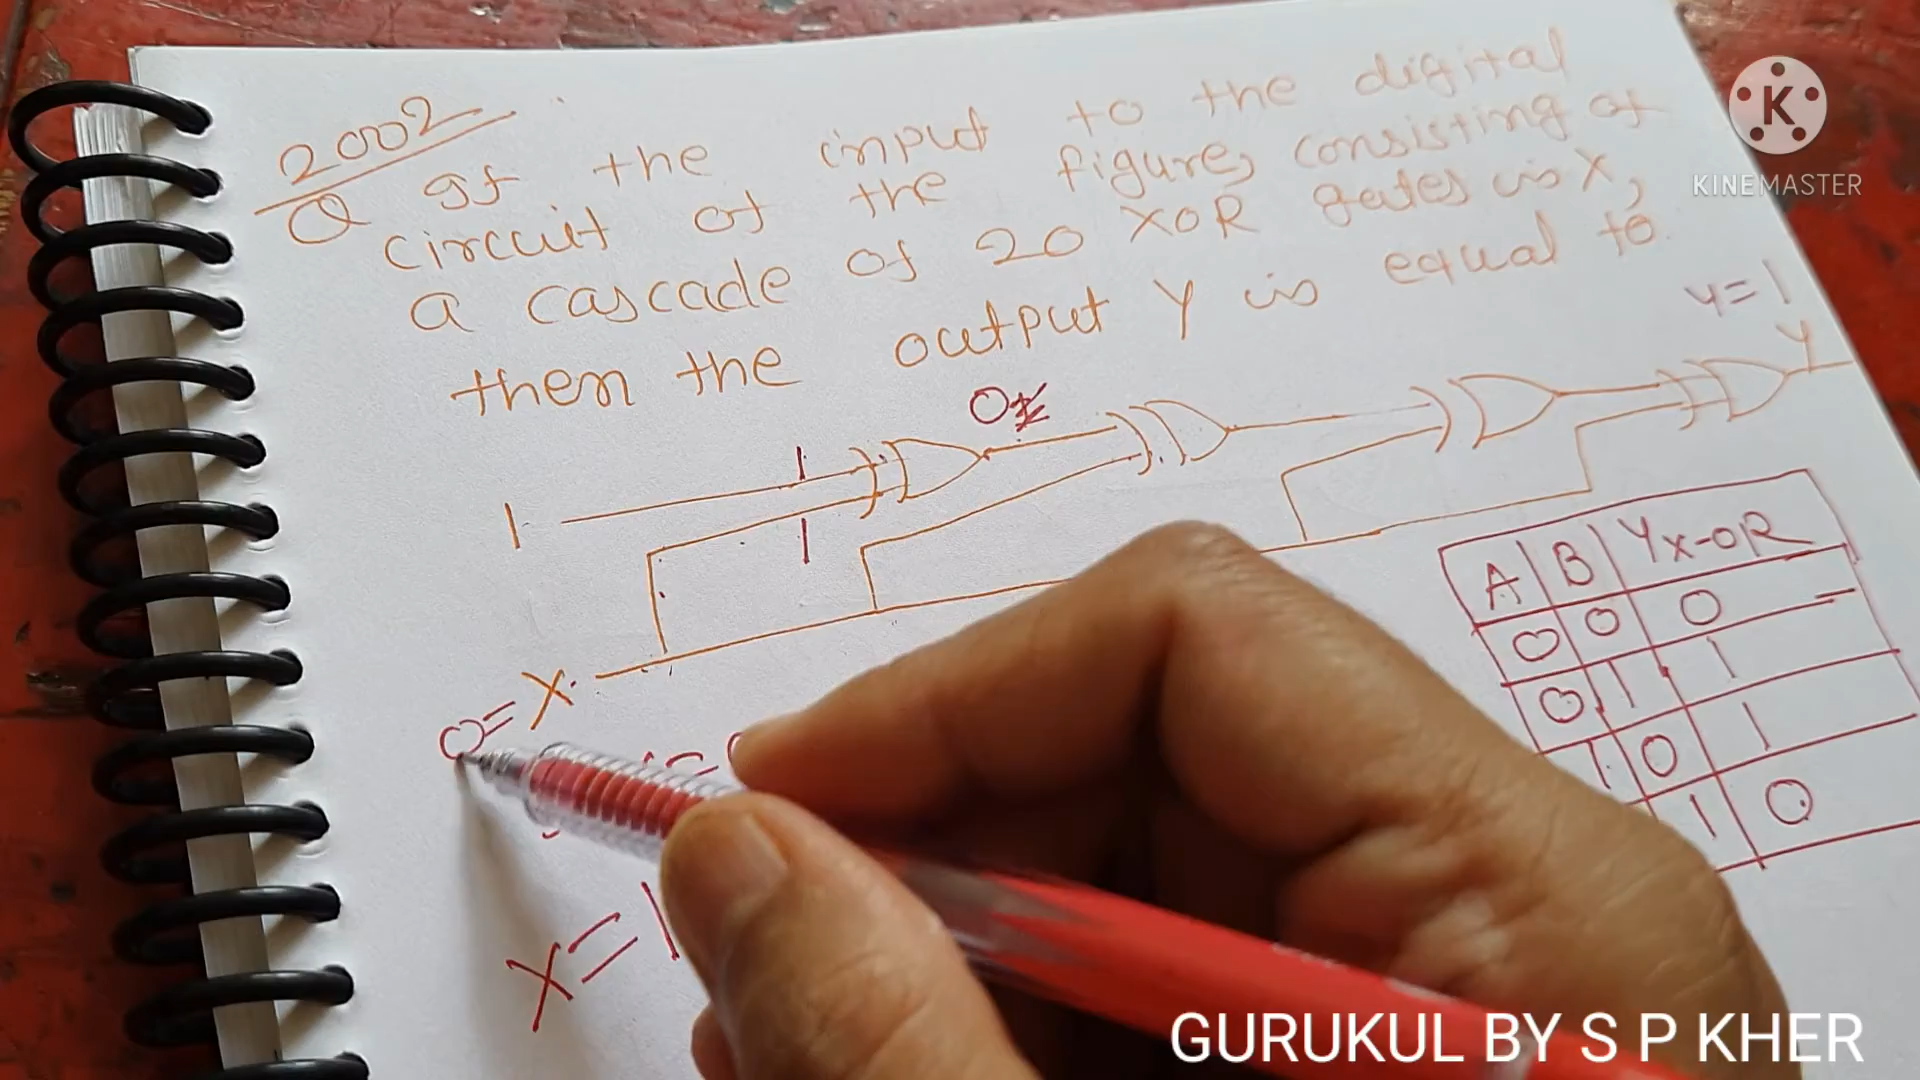 2002
Q If the input to the digital
circuit of the figure, consisting of
a cascade of 20 XOR gates is X,
then the output Y is equal to
Y=1
Y
0 1
1
1
1
A B Y X-OR
0 0 0
0 1 1
1 0 1
1 0
0=X
=
X=1
KINEMASTER
GURUKUL BY S P KHER